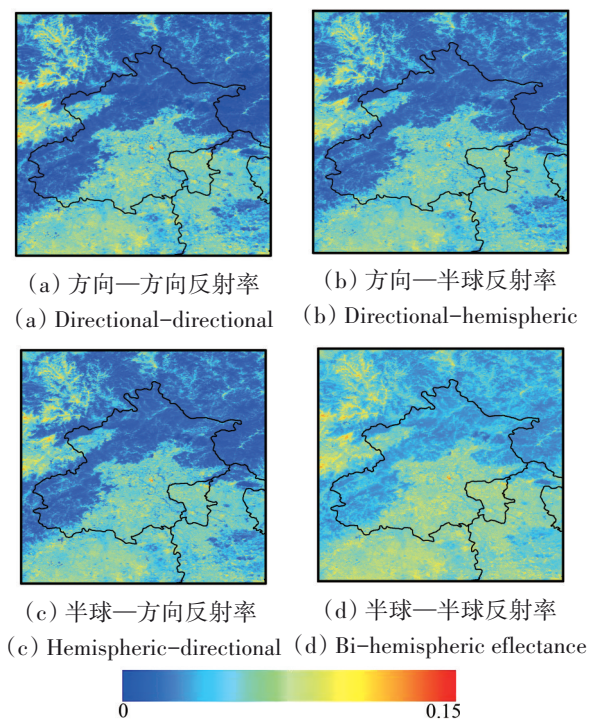 (a)方向—方向反射率
(a) Directional-directional
(b)方向—半球反射率
(b) Directional-hemispheric
(c)半球—方向反射率
(c) Hemispheric-directional
(d)半球—半球反射率
(d) Bi-hemispheric eflectance
0 0.15